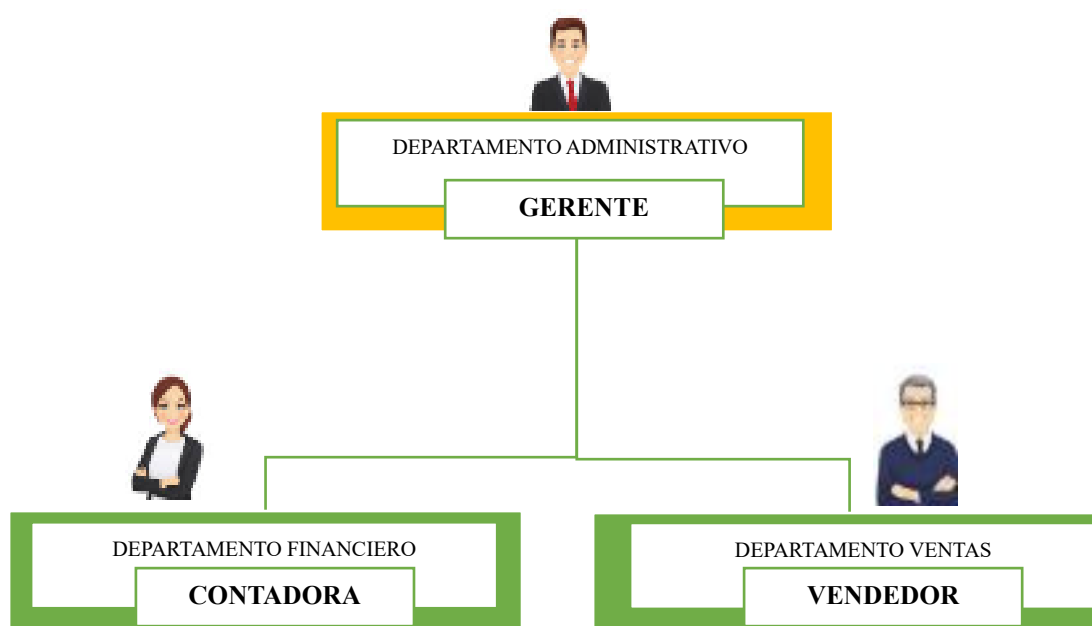 DEPARTAMENTO ADMINISTRATIVO
GERENTE
DEPARTAMENTO FINANCIERO
CONTADORA
DEPARTAMENTO VENTAS
VENDEDOR